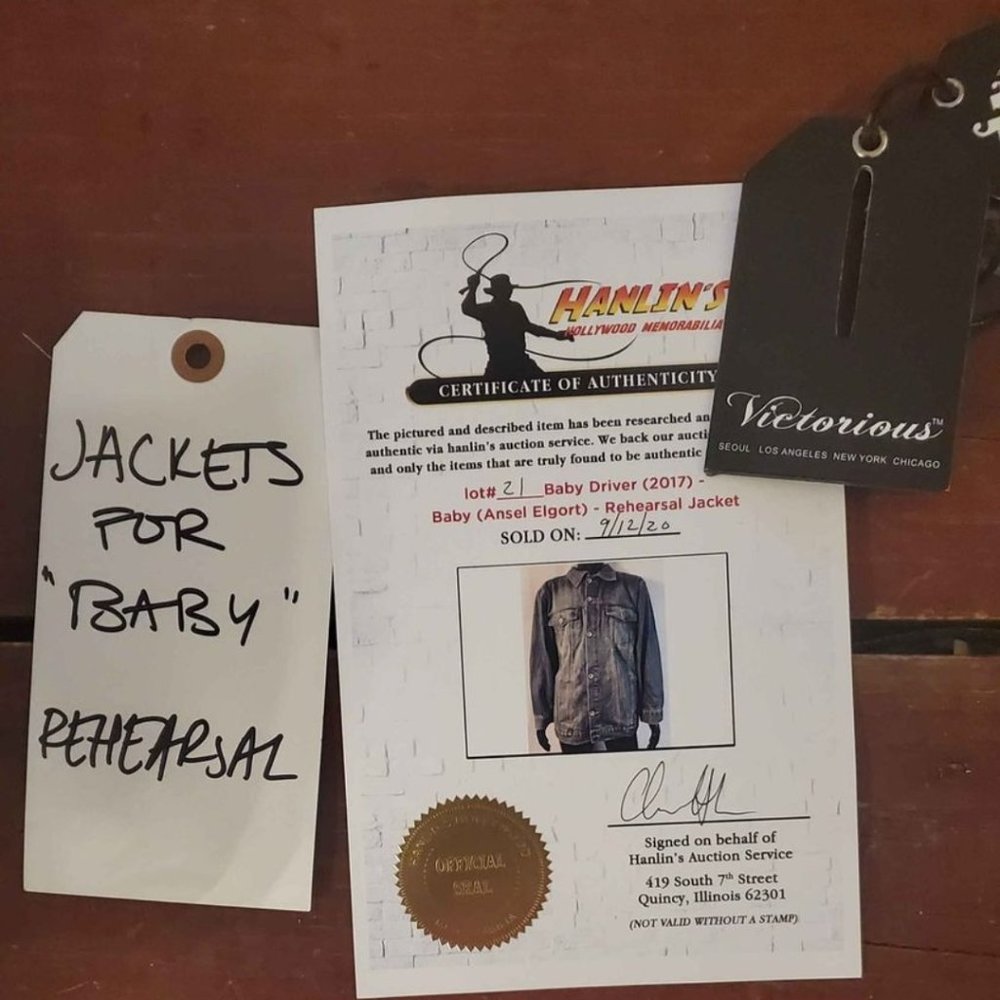 JACKETS
FOR
"BABY"
REHEARSAL
HANLIN'S
HOLLYWOOD MEMORABILIA
CERTIFICATE OF AUTHENTICITY
The pictured and described item has been researched an
authentic via hanlin's auction service. We back our aucti
and only the items that are truly found to be authentic
lot# 21 Baby Driver (2017) -
Baby (Ansel Elgort) - Rehearsal Jacket
SOLD ON: 9/12/20
OFFICIAL
SEAL
Signed on behalf of
Hanlin's Auction Service
419 South 7th Street
Quincy, Illinois 62301
(NOT VALID WITHOUT A STAMP)
Victorious™
SEOUL LOS ANGELES NEW YORK CHICAGO